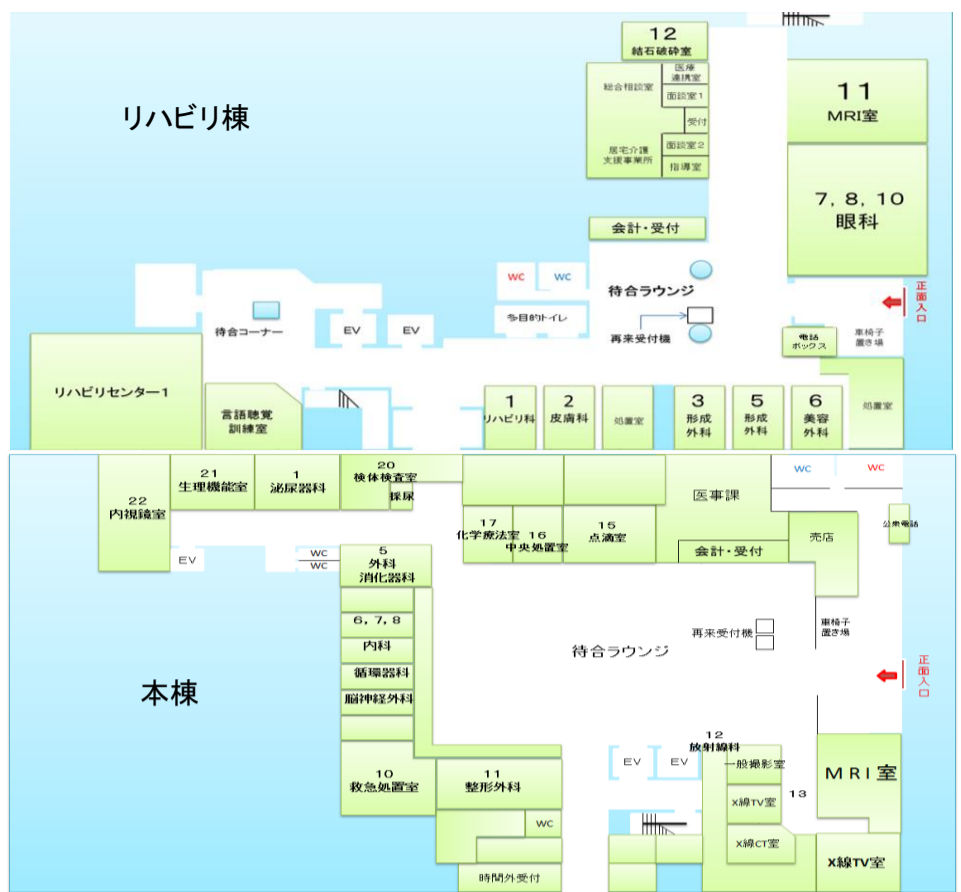 12
結石破砕室
医療
連携室
総合相談室
面談室1
受付
居宅介護
支援事業所
面談室2
指導室
11
MRI室
リハビリ棟
7, 8, 10
眼科
会計・受付
WC
WC
待合ラウンジ
正面入口
多目的トイレ
再来受付機
待合コーナー
EV
EV
電話
ボックス
車椅子
置き場
リハビリセンター1
言語聴覚
訓練室
1
リハビリ科
2
皮膚科
処置室
3
形成
外科
5
形成
外科
6
美容
外科
処置室
22
内視鏡室
21
生理機能室
1
泌尿器科
20
検体検査室
採尿
WC
WC
医事課
17
化学療法室
16
中央処置室
15
点滴室
会計・受付
売店
公衆電話
EV
WC
WC
5
外科
消化器科
6, 7, 8
内科
循環器科
脳神経外科
再来受付機
車椅子
置き場
待合ラウンジ
正面入口
本棟
10
救急処置室
11
整形外科
WC
時間外受付
EV
EV
12
放射線科
一般撮影室
X線TV室
13
X線CT室
MRI室
X線TV室